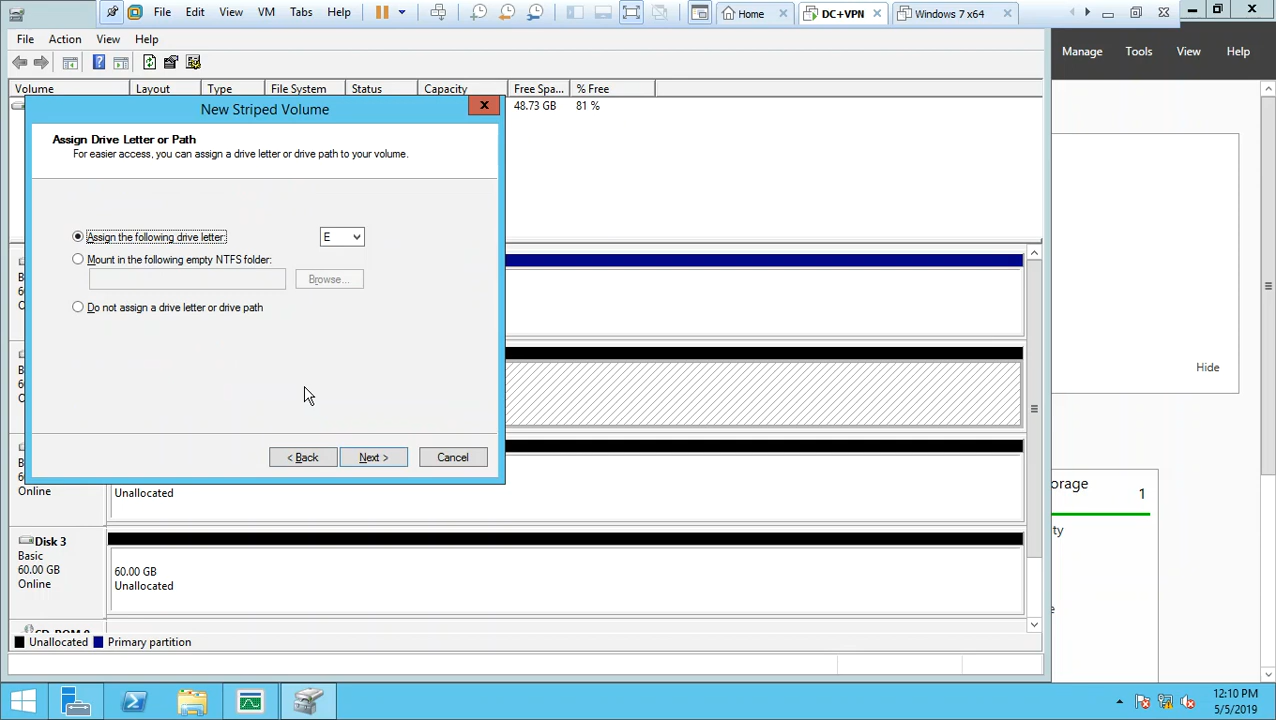 File Edit View VM Tabs Help
Home
DC+VPN
Windows 7 x64
File Action View Help
Manage Tools View Help
Volume Layout Type File System Status Capacity Free Spa... % Free
48.73 GB 81 %
New Striped Volume
Assign Drive Letter or Path
For easier access, you can assign a drive letter or drive path to your volume.
Assign the following drive letter:
E
Mount in the following empty NTFS folder:
Browse...
Do not assign a drive letter or drive path
< Back
Next >
Cancel
Hide
Online
Unallocated
orage
1
Disk 3
Basic
60.00 GB
Online
60.00 GB
Unallocated
Unallocated
Primary partition
12:10 PM
5/5/2019